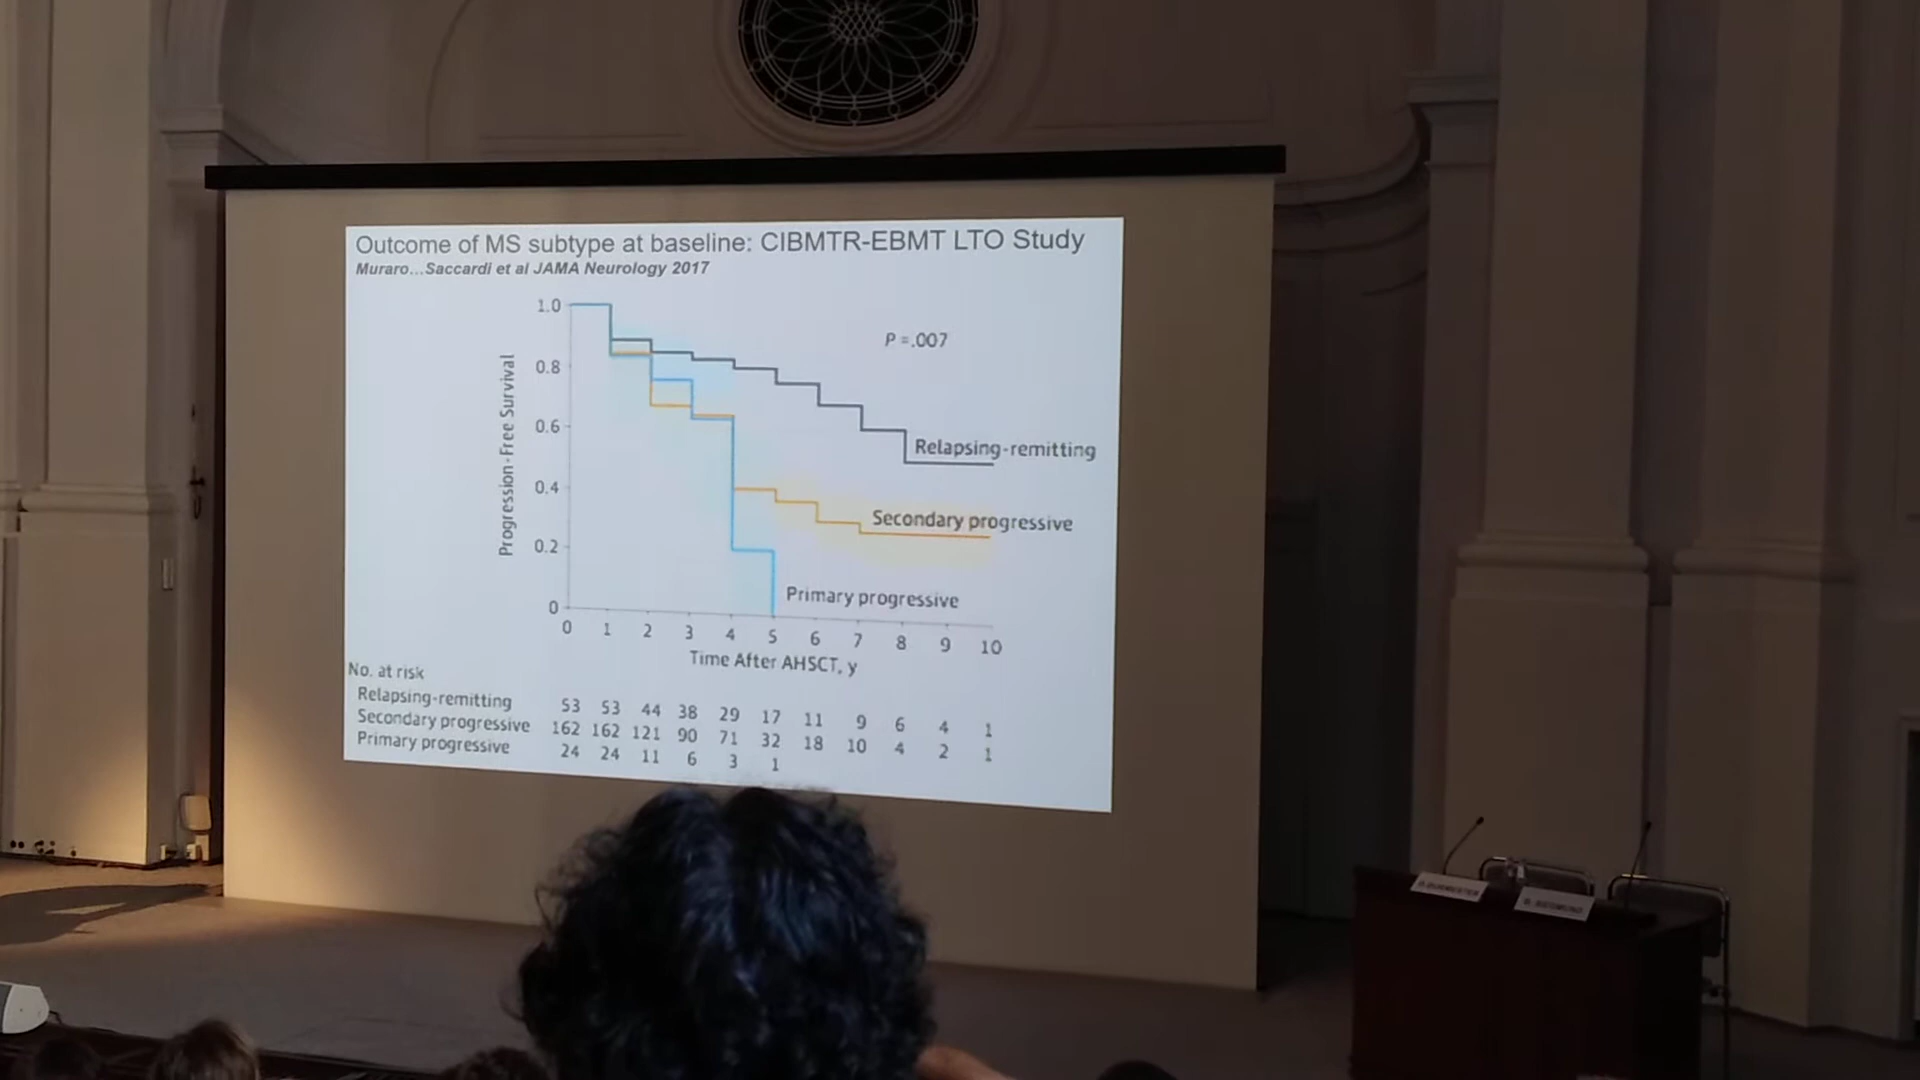 Outcome of MS subtype at baseline: CIBMTR-EBMT LTO Study
Muraro...Saccardi et al JAMA Neurology 2017
1.0
0.8
0.6
0.4
0.2
0
Progression-Free Survival
P =.007
Relapsing-remitting
Secondary progressive
Primary progressive
0 1 2 3 4 5 6 7 8 9 10
Time After AHSCT, y
No. at risk
Relapsing-remitting 53 53 44 38 29 17 11 9 6 4 1
Secondary progressive 162 162 121 90 71 32 18 10 4 2 1
Primary progressive 24 24 11 6 3 1